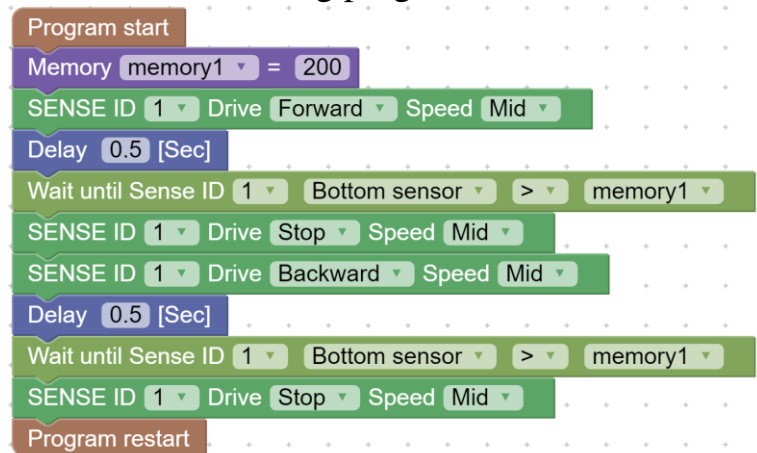 Program start
Memory memory1 = 200
SENSE ID 1 Drive Forward Speed Mid
Delay 0.5 [Sec]
Wait until Sense ID 1 Bottom sensor > memory1
SENSE ID 1 Drive Stop Speed Mid
SENSE ID 1 Drive Backward Speed Mid
Delay 0.5 [Sec]
Wait until Sense ID 1 Bottom sensor > memory1
SENSE ID 1 Drive Stop Speed Mid
Program restart